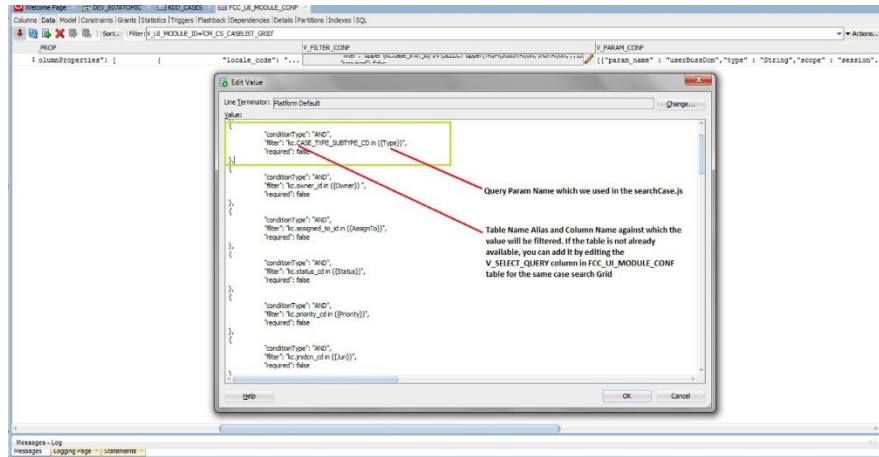 Welcome Page DEV_807ATOMIC KDD_CASES FCC_UI_MODULE_CONF
Columns Data Model Constraints Grants Statistics Triggers Flashback Dependencies Details Partitions Indexes SQL
Sort.. Filter: V_UI_MODULE_ID='CM_CS_CASELIST_GRID' Actions...
_PROP V_FILTER_CONF V_PARAM_CONF
1 olumnProperties": [ { "locale_code": "... [{"param_name" : "userBussDom","type" : "String","scope" : "session".
"required": false
Edit Value
Line Terminator: Platform Default Change...
Value:
{
"conditionType": "AND",
"filter": "kc.CASE_TYPE_SUBTYPE_CD in ({Type})",
"required": false
},
{
"conditionType": "AND",
"filter": "kc.owner_id in ({Owner}) ",
"required": false
},
{
"conditionType": "AND",
"filter": "kc.assigned_to_id in ({AssignTo})",
"required": false
},
{
"conditionType": "AND",
"filter": "kc.status_cd in ({Status})",
"required": false
},
{
"conditionType": "AND",
"filter": "kc.priority_cd in ({Priority})",
"required": false
},
{
"conditionType": "AND",
"filter": "kc.jrsdcn_cd in ({Juri})",
"required": false
}
Query Param Name which we used in the searchCase.js
Table Name Alias and Column Name against which the
value will be filtered. If the table is not already
available, you can add it by editing the
V_SELECT_QUERY column in FCC_UI_MODULE_CONF
table for the same case search Grid
Help OK Cancel
Messages - Log
Messages Logging Page Statements